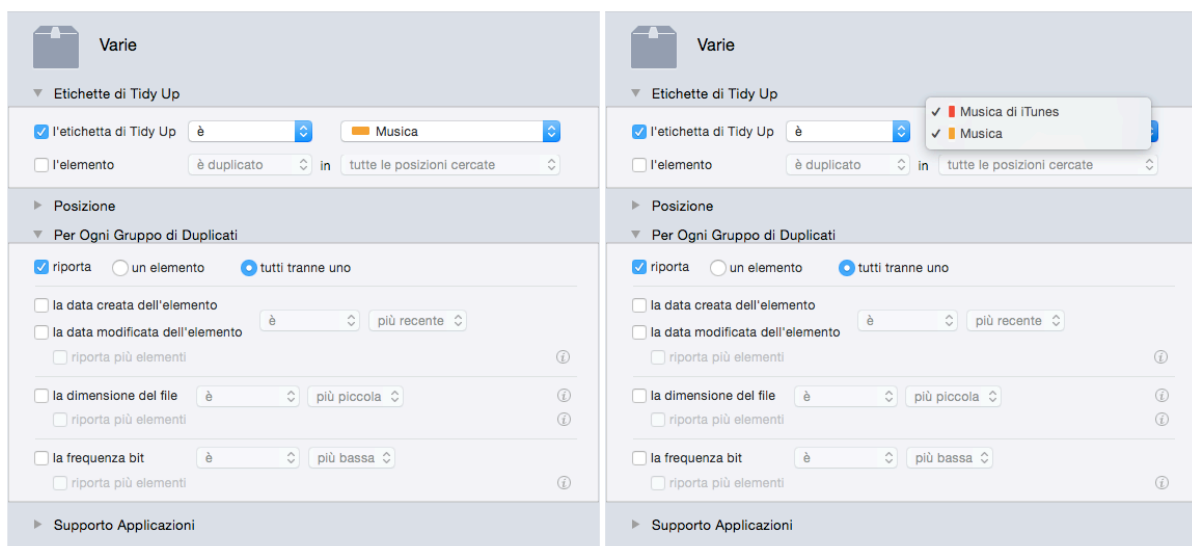 Varie
Etichette di Tidy Up
l'etichetta di Tidy Up è Musica
l'elemento è duplicato in tutte le posizioni cercate
Posizione
Per Ogni Gruppo di Duplicati
riporta un elemento tutti tranne uno
la data creata dell'elemento
è più recente
la data modificata dell'elemento
riporta più elementi
la dimensione del file è più piccola
riporta più elementi
la frequenza bit è più bassa
riporta più elementi
Supporto Applicazioni
Varie
Etichette di Tidy Up
Musica di iTunes
l'etichetta di Tidy Up è Musica
l'elemento è duplicato in tutte le posizioni cercate
Posizione
Per Ogni Gruppo di Duplicati
riporta un elemento tutti tranne uno
la data creata dell'elemento
è più recente
la data modificata dell'elemento
riporta più elementi
la dimensione del file è più piccola
riporta più elementi
la frequenza bit è più bassa
riporta più elementi
Supporto Applicazioni